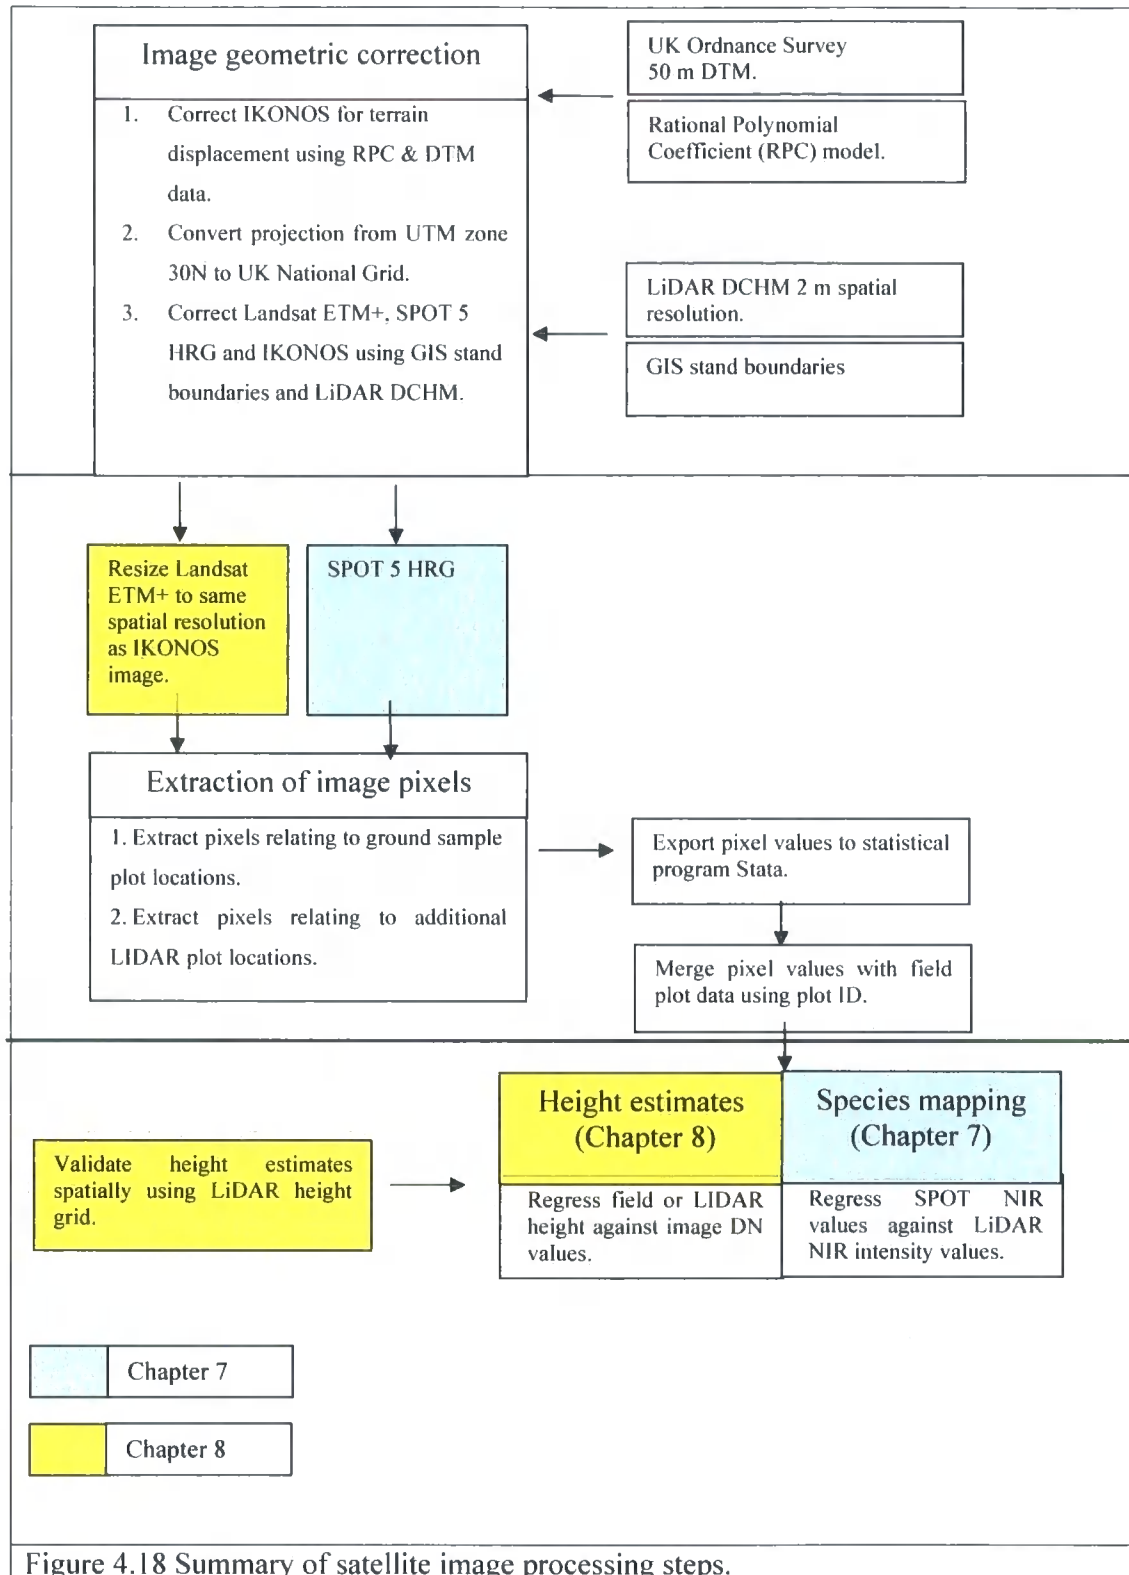 Image geometric correction
1. Correct IKONOS for terrain
displacement using RPC & DTM
data.
2. Convert projection from UTM zone
30N to UK National Grid.
3. Correct Landsat ETM+, SPOT 5
HRG and IKONOS using GIS stand
boundaries and LiDAR DCHM.
UK Ordnance Survey
50 m DTM.
Rational Polynomial
Coefficient (RPC) model.
LiDAR DCHM 2 m spatial
resolution.
GIS stand boundaries
Resize Landsat
ETM+ to same
spatial resolution
as IKONOS
image.
SPOT 5 HRG
Extraction of image pixels
1. Extract pixels relating to ground sample
plot locations.
2. Extract pixels relating to additional
LIDAR plot locations.
Export pixel values to statistical
program Stata.
Merge pixel values with field
plot data using plot ID.
Height estimates
(Chapter 8)
Species mapping
(Chapter 7)
Validate height estimates
spatially using LiDAR height
grid.
Regress field or LIDAR
height against image DN
values.
Regress SPOT NIR
values against LiDAR
NIR intensity values.
Chapter 7
Chapter 8
Figure 4.18 Summary of satellite image processing steps.